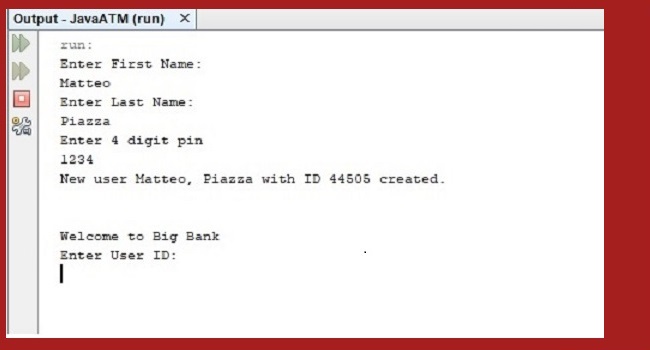 Output - JavaATM (run) ×
run:
Enter First Name:
Matteo
Enter Last Name:
Piazza
Enter 4 digit pin
1234
New user Matteo, Piazza with ID 44505 created.
Welcome to Big Bank
Enter User ID: